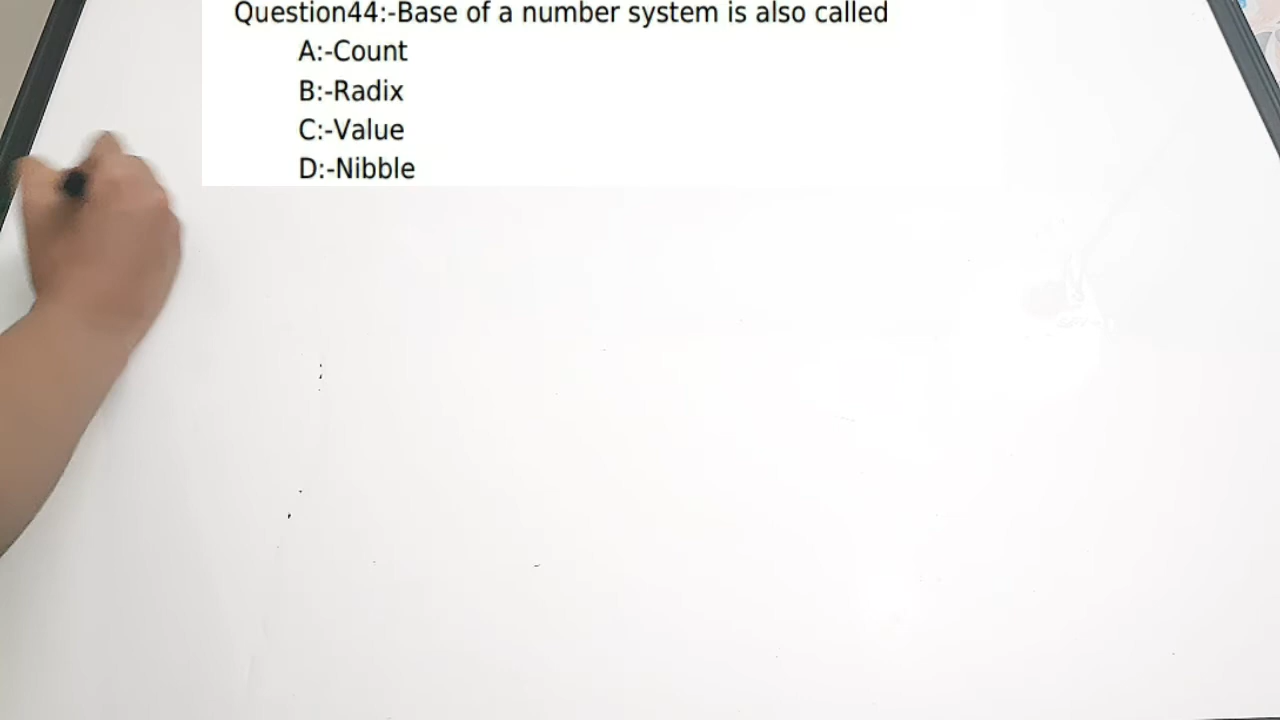 Question44:-Base of a number system is also called
A:-Count
B:-Radix
C:-Value
D:-Nibble